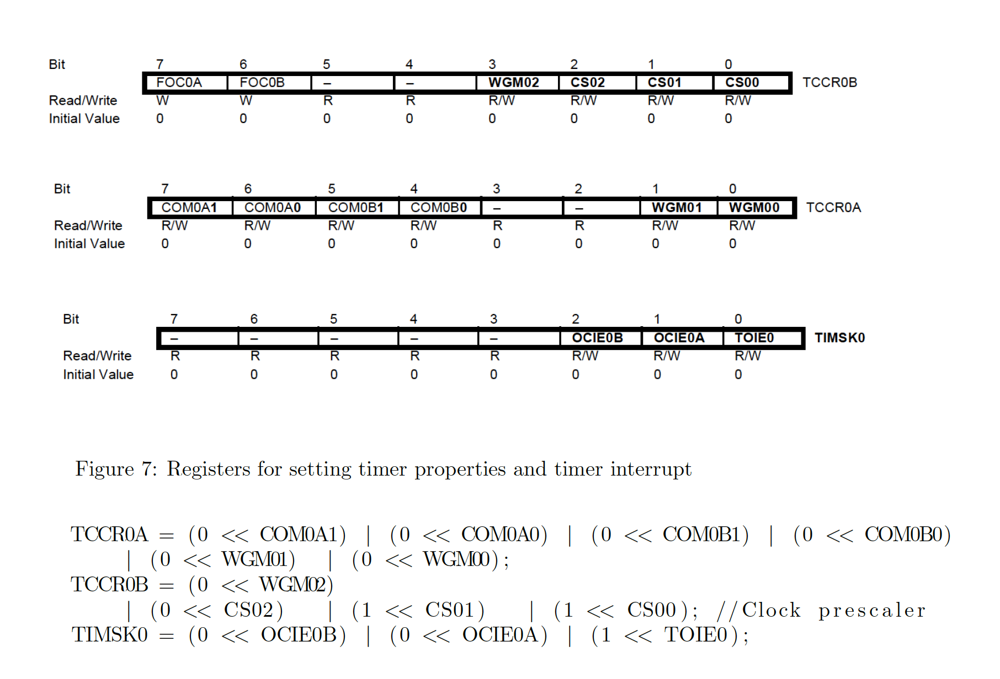 Bit 7 6 5 4 3 2 1 0
FOC0A FOC0B – – WGM02 CS02 CS01 CS00 TCCR0B
Read/Write W W R R R/W R/W R/W R/W
Initial Value 0 0 0 0 0 0 0 0
Bit 7 6 5 4 3 2 1 0
COM0A1 COM0A0 COM0B1 COM0B0 – – WGM01 WGM00 TCCR0A
Read/Write R/W R/W R/W R/W R R R/W R/W
Initial Value 0 0 0 0 0 0 0 0
Bit 7 6 5 4 3 2 1 0
– – – – – OCIE0B OCIE0A TOIE0 TIMSK0
Read/Write R R R R R R/W R/W R/W
Initial Value 0 0 0 0 0 0 0 0
Figure 7: Registers for setting timer properties and timer interrupt
TCCR0A = (0 << COM0A1) | (0 << COM0A0) | (0 << COM0B1) | (0 << COM0B0)
| (0 << WGM01) | (0 << WGM00);
TCCR0B = (0 << WGM02)
| (0 << CS02) | (1 << CS01) | (1 << CS00); //Clock prescaler
TIMSK0 = (0 << OCIE0B) | (0 << OCIE0A) | (1 << TOIE0);